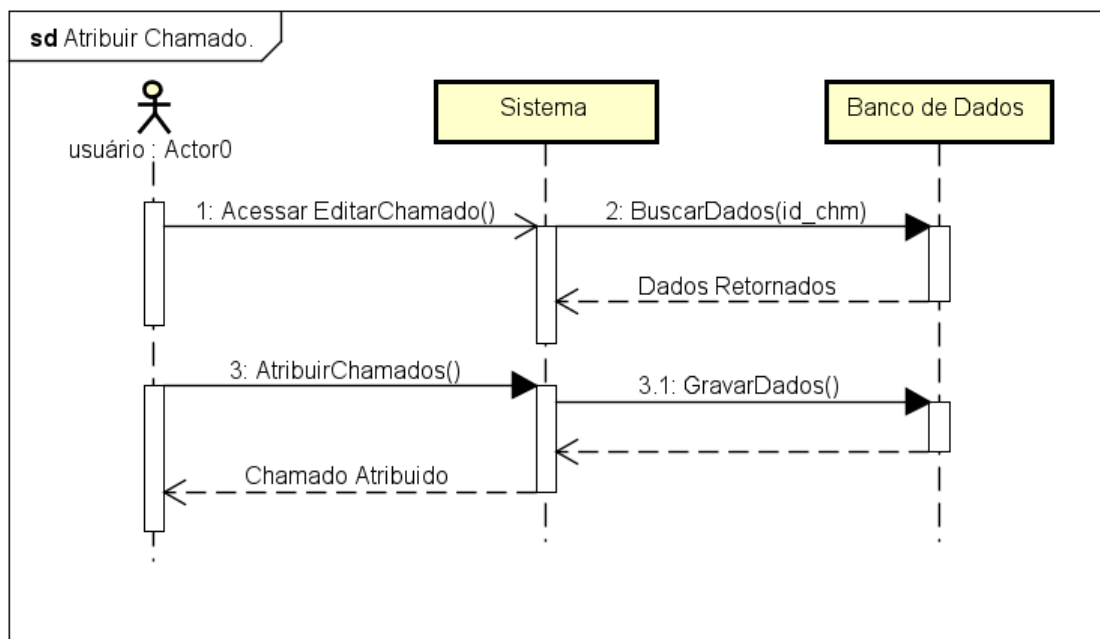 sd Atribuir Chamado.
usuário : Actor0
Sistema
Banco de Dados
1: Acessar EditarChamado()
2: BuscarDados(id_chm)
Dados Retornados
3: AtribuirChamados()
3.1: GravarDados()
Chamado Atribuido